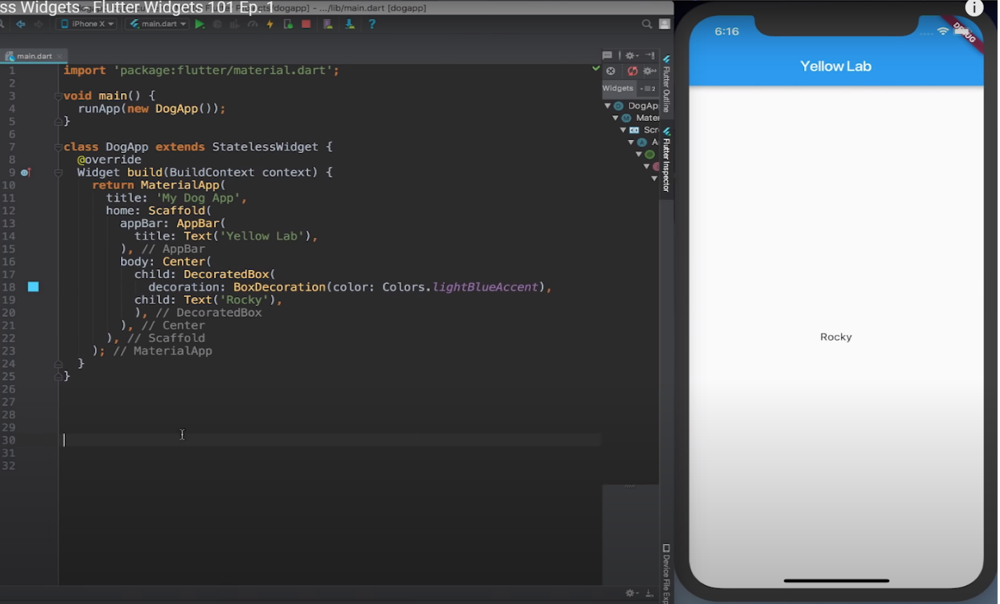 ss Widgets - Flutter Widgets 101 Ep. 1
dogapp] - .../lib/main.dart [dogapp]
iPhone X
main.dart
?
main.dart
1 import 'package:flutter/material.dart';
2
3 void main() {
4 runApp(new DogApp());
5 }
6
7 class DogApp extends StatelessWidget {
8 @override
9 Widget build(BuildContext context) {
10 return MaterialApp(
11 title: 'My Dog App',
12 home: Scaffold(
13 appBar: AppBar(
14 title: Text('Yellow Lab'),
15 ), // AppBar
16 body: Center(
17 child: DecoratedBox(
18 decoration: BoxDecoration(color: Colors.lightBlueAccent),
19 child: Text('Rocky'),
20 ), // DecoratedBox
21 ), // Center
22 ), // Scaffold
23 ); // MaterialApp
24 }
25 }
26
27
28
29
30
31
32
Widgets
2
DogAp
Mater
Scr
A
Flutter Outline
Flutter Inspector
Device File Exp
i
6:16
DEBUG
Yellow Lab
Rocky